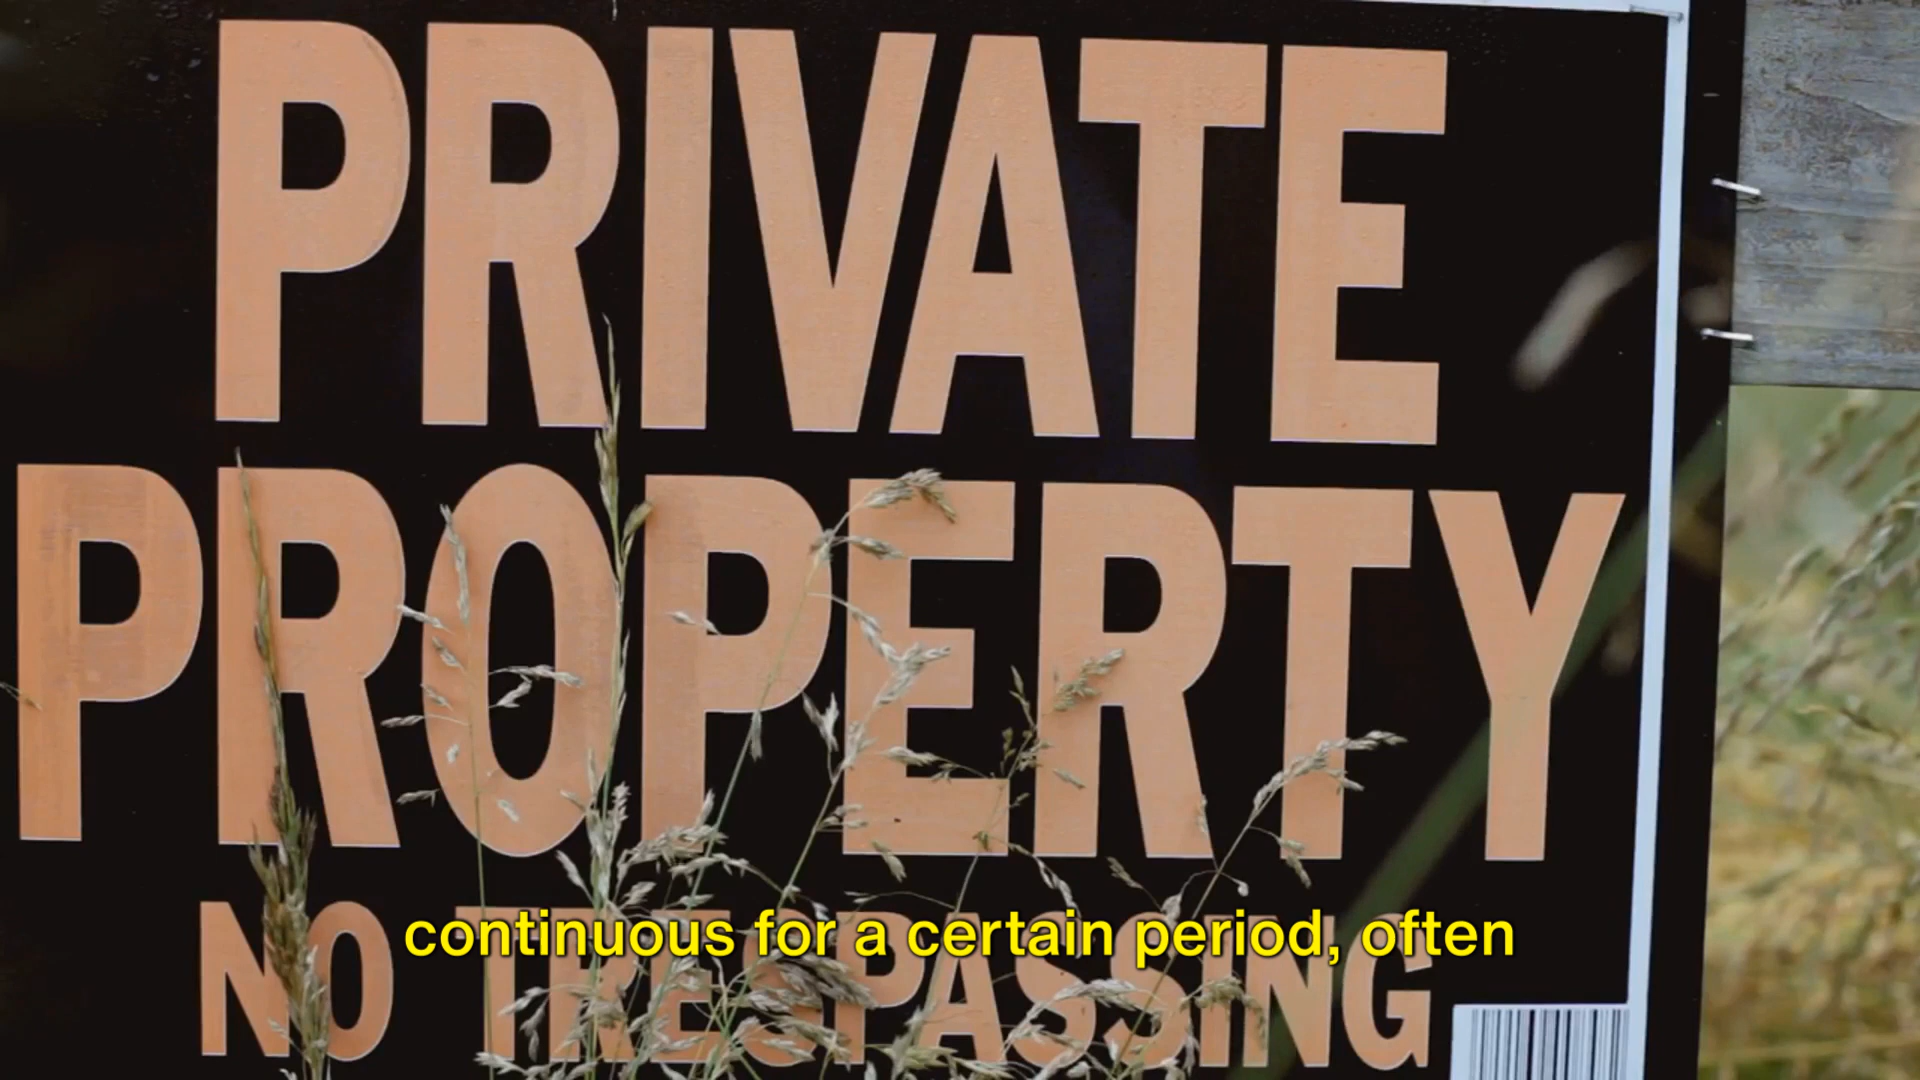 PRIVATE
PROPERTY
NO TRESPASSING
continuous for a certain period, often